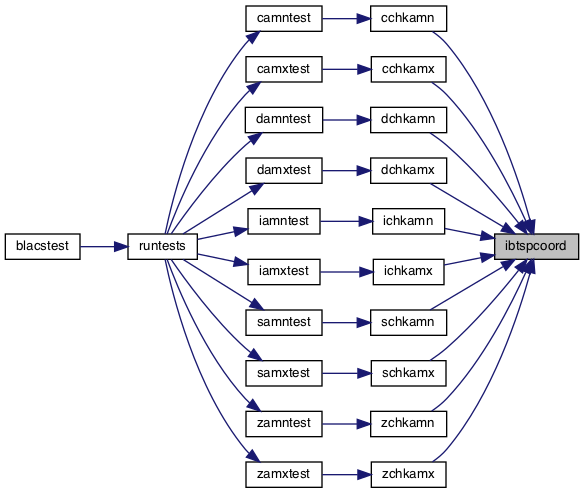 camntest
cchkamn
camxtest
cchkamx
damntest
dchkamn
damxtest
dchkamx
iamntest
ichkamn
blacstest
runtests
ibtspcoord
iamxtest
ichkamx
samntest
schkamn
samxtest
schkamx
zamntest
zchkamn
zamxtest
zchkamx